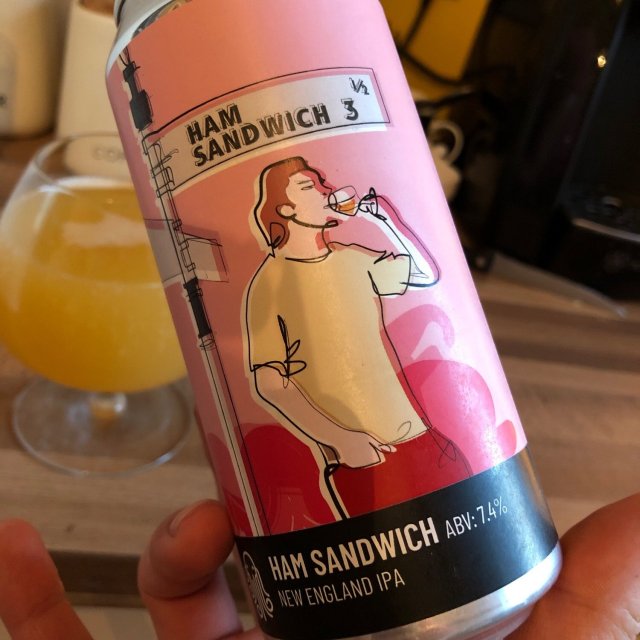 HAM
SANDWICH 3 ½
HAM SANDWICH ABV: 7.4%
NEW ENGLAND IPA